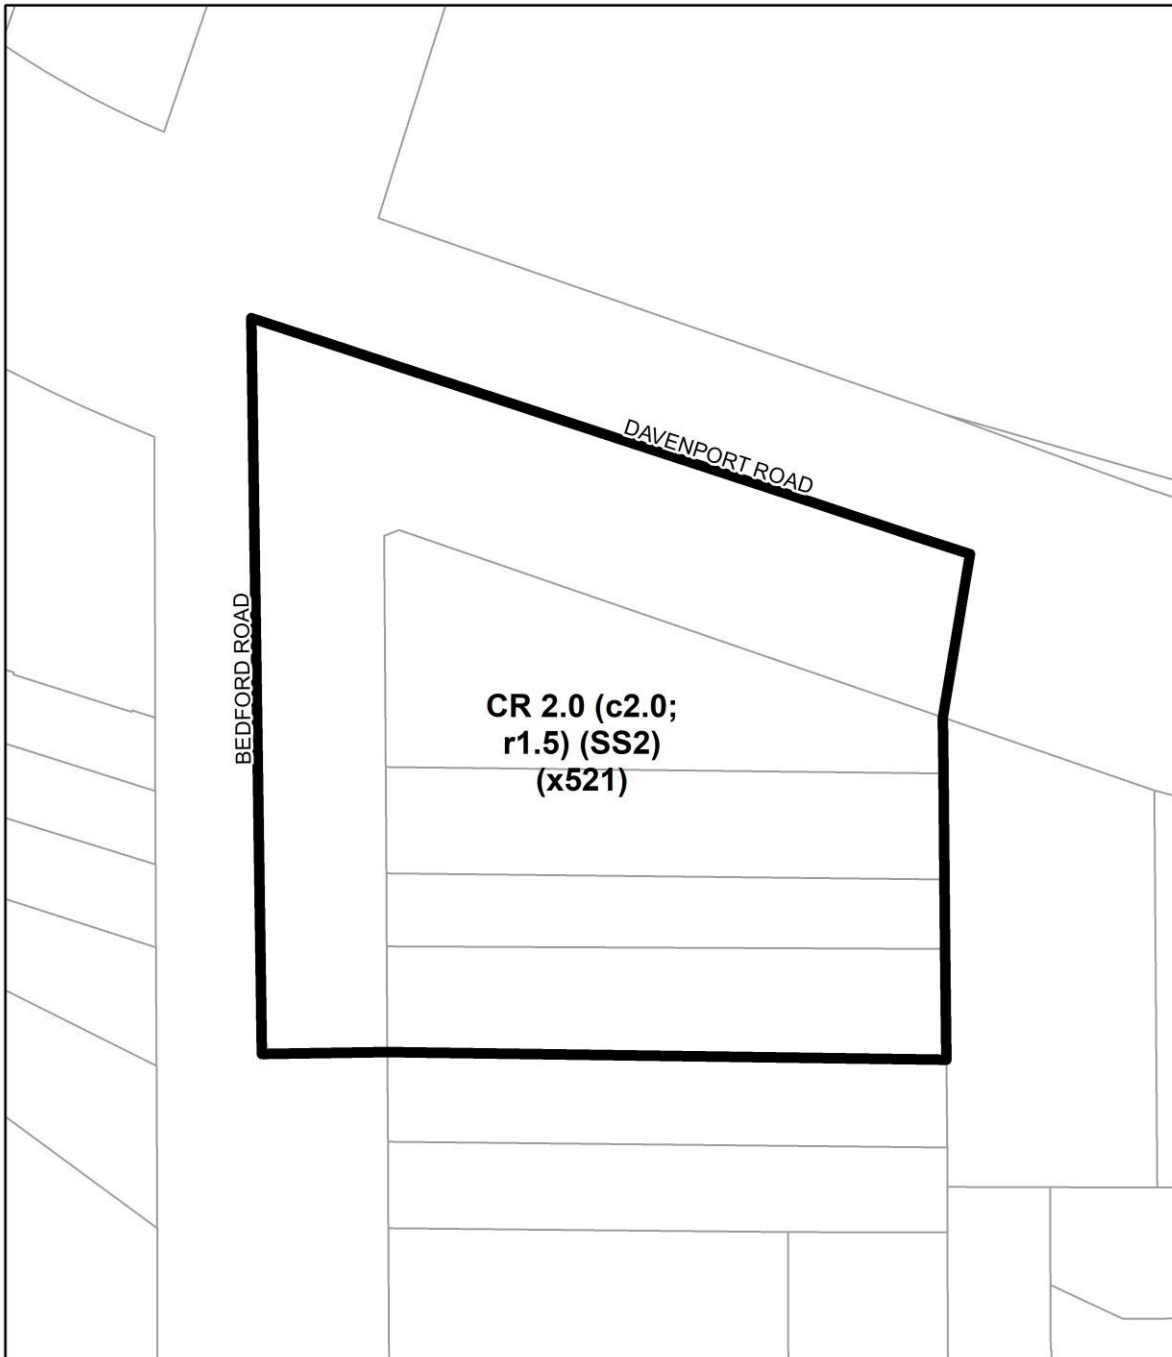 DAVENPORT ROAD
BEDFORD ROAD
CR 2.0 (c2.0;
r1.5) (SS2)
(x521)